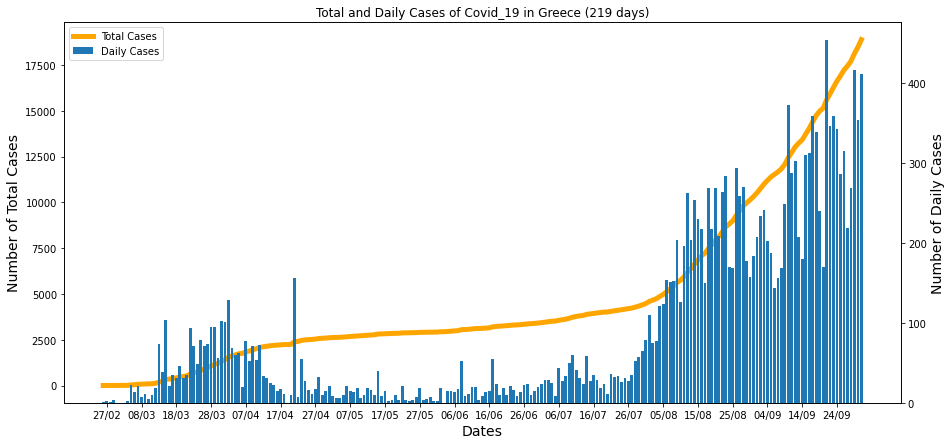 Total and Daily Cases of Covid_19 in Greece (219 days)
Total Cases
Daily Cases
Number of Total Cases
17500
15000
12500
10000
7500
5000
2500
0
Number of Daily Cases
400
300
200
100
0
27/02 08/03 18/03 28/03 07/04 17/04 27/04 07/05 17/05 27/05 06/06 16/06 26/06 06/07 16/07 26/07 05/08 15/08 25/08 04/09 14/09 24/09
Dates